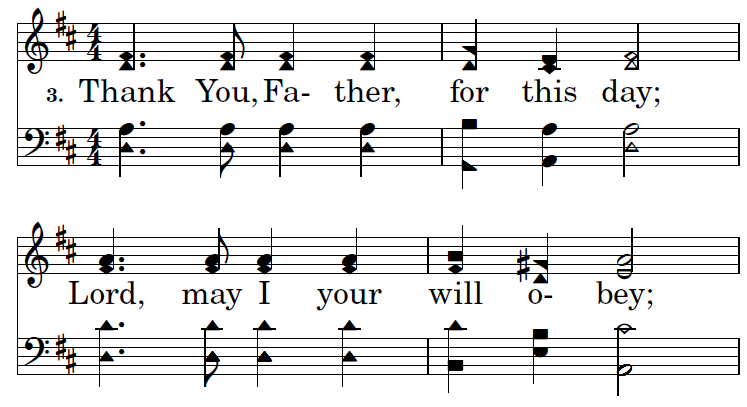 3. Thank You, Fa- ther, for this day;
Lord, may I your will o- bey;